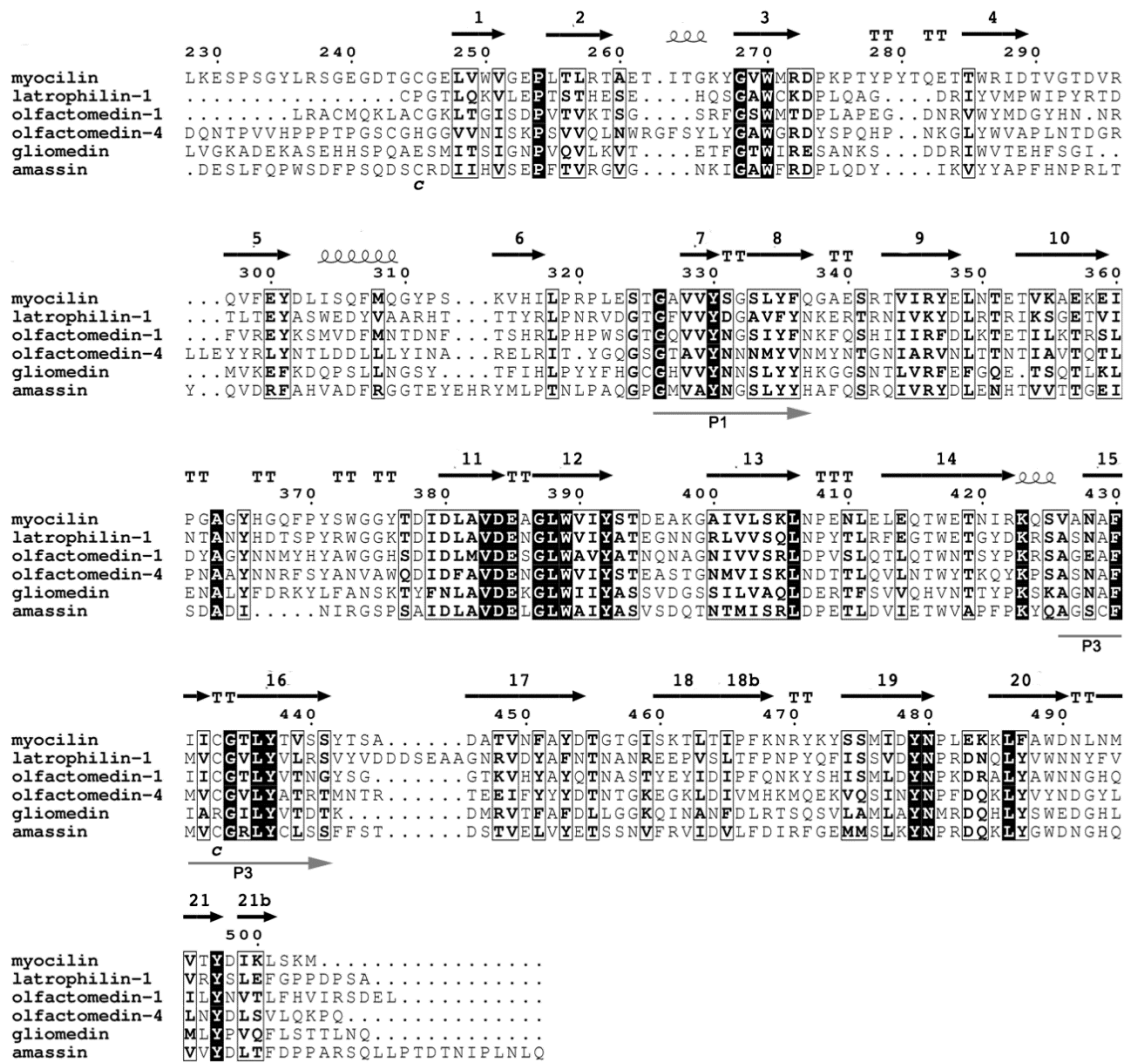 1 2 3 TT TT 4
230 240 250 260 270 280 290
myocilin LKESPSGYLRSGEGDTGCGELVWVGEPLTLRTAET.ITGKYGVWMRDPKPTYPYTQETTWRIDTVGTDVR
latrophilin-1 ................CPGTLQKVLEPTSTHESE....HQSGAWCKDPLQAG....DRIYVMPWIPYRTD
olfactomedin-1 ........LRACMQKLACGKLTGISDPVTVKTSG....SRFGSWMTDPLAPEG..DNRVWYMDGYHN.NR
olfactomedin-4 DQNTPVVHPPPTPGSCGHGGVVNISKPSVVQLNWRGFSYLYGAWGRDYSPQHP..NKGLYWVAPLNTDGR
gliomedin LVGKADEKASEHHSPQAESMITSIGNPVQVLKVT....ETFGTWIRESANKS...DDRIWVTEHFSGI..
amassin .DESLFQPWSDFPSQDSCRDIIHVSEPFTVRGVG....NKIGAWFRDPLQDY....IKVYYAPFHNPRLT
C
5 6 7 TT 8 TT 9 10
300 310 320 330 340 350 360
myocilin ...QVFEYDLISQFMQGYPS...KVHILPRPLESTGAVVYSGSLYFQGAESRTVIRYELNTETVKAEKEI
latrophilin-1 ...TLTEYASWEDYVAARHT...TTYRLPNRVDGTGFVVYDGAVFYNKERTRNIVKYDLRTRIKSGETVI
olfactomedin-1 ...FVREYKSMVDFMNTDNF...TSHRLPHPWSGTGQVVYNGSIYFNKFQSHIIIRFDLKTETILKTRSL
olfactomedin-4 LLEYYRLYNTLDDLLLYINA...RELRIT.YGQGSGTAVYNNNMYVNMYNTGNIARVNLTTNTIAVTQTL
gliomedin ...MVKEFKDQPSLLNGSY....TFIHLPYYFHGCGHVVYNNSLYYHKGGSNTLVRFEFGQE.TSQTLKL
amassin Y..QVDRFAHVADFRGGTEYEHRYMLPTNLPAQGPGMVAYNGSLYYHAFQSRQIVRYDLENHTVVTTGEI
P1
TT TT TT TT 11 TT 12 13 TTT 14 15
370 380 390 400 410 420 430
myocilin PGAGYHGQFPYSWGGYTDIDLAVDEAGLWVIYSTDEAKGAIVLSKLNPENLELEQTWETNIRKQSVANAF
latrophilin-1 NTANYHDTSPYRWGGKTDIDLAVDENGLWVIYATEGNNGRLVVSQLNPYTLRFEGTWETGYDKRSASNAF
olfactomedin-1 DYAGYNNMYHYAWGGHSDIDLMVDESGLWAVYATNQNAGNIVVSRLDPVSLQTLQTWNTSYPKRSAGEAF
olfactomedin-4 PNAAYNNRFSYANVAWQDIDFAVDENGLWVIYSTEASTGNMVISKLNDTTLQVLNTWYTKQYKPSASNAF
gliomedin ENALYFDRKYLFANSKTYFNLAVDEKGLWIIYASSVDGSSILVAQLDERTFSVVQHVNTTYPKSKAGNAF
amassin SDADI.....NIRGSPSAIDLAVDELGLWAIYASVSDQTNTMISRLDPETLDVIETWVAPFPKYQAGSCF
P3
TT 16 17 18 18b TT 19 20 TT
440 450 460 470 480 490
myocilin IICGTLYTVSSYTSA......DATVNFAYDTGTGISKTLTIPFKNRYKYSSMIDYNPLEKKLFAWDNLNM
latrophilin-1 MVCGVLYVLRSVYVDDDSEAAGNRVDYAFNTNANREEPVSLTFPNPYQFISSVDYNPRDNQLYVWNNYFV
olfactomedin-1 IICGTLYVTNGYSG.......GTKVHYAYQTNASTYEYIDIPFQNKYSHISMLDYNPKDRALYAWNNGHQ
olfactomedin-4 MVCGVLYATRTMNTR......TEEIFYYYDTNTGKEGKLDIVMHKMQEKVQSINYNPFDQKLYVYNDGYL
gliomedin IARGILYVTDTK.........DMRVTFAFDLLGGKQINANFDLRTSQSVLAMLAYNMRDQHLYSWEDGHL
amassin MVCGRLYCLSSFFST......DSTVELVYETSSNVFRVIDVLFDIRFGEMMSLKYNPRDQLLYGWDNGHQ
C
P3
21 21b
500
myocilin VTYDIKLSKM.................
latrophilin-1 VRYSLEFGPPDPSA.............
olfactomedin-1 ILYNVTLFHVIRSDEL...........
olfactomedin-4 LNYDLSVLQKPQ...............
gliomedin MLYPVQFLSTTLNQ.............
amassin VVYDLTFDPPARSQLLPTDTNIPLNLQ